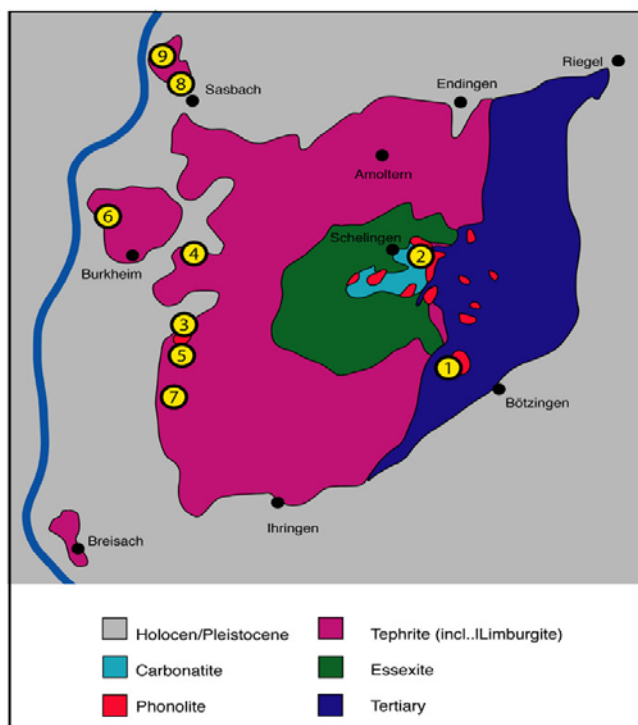 Riegel
9
8
Sasbach
Endingen
Amoltern
6
Burkheim
4
Schelingen
2
3
5
1
7
Bötzingen
Ihringen
Breisach
Holocen/Pleistocene
Tephrite (incl..lLimburgite)
Carbonatite
Essexite
Phonolite
Tertiary